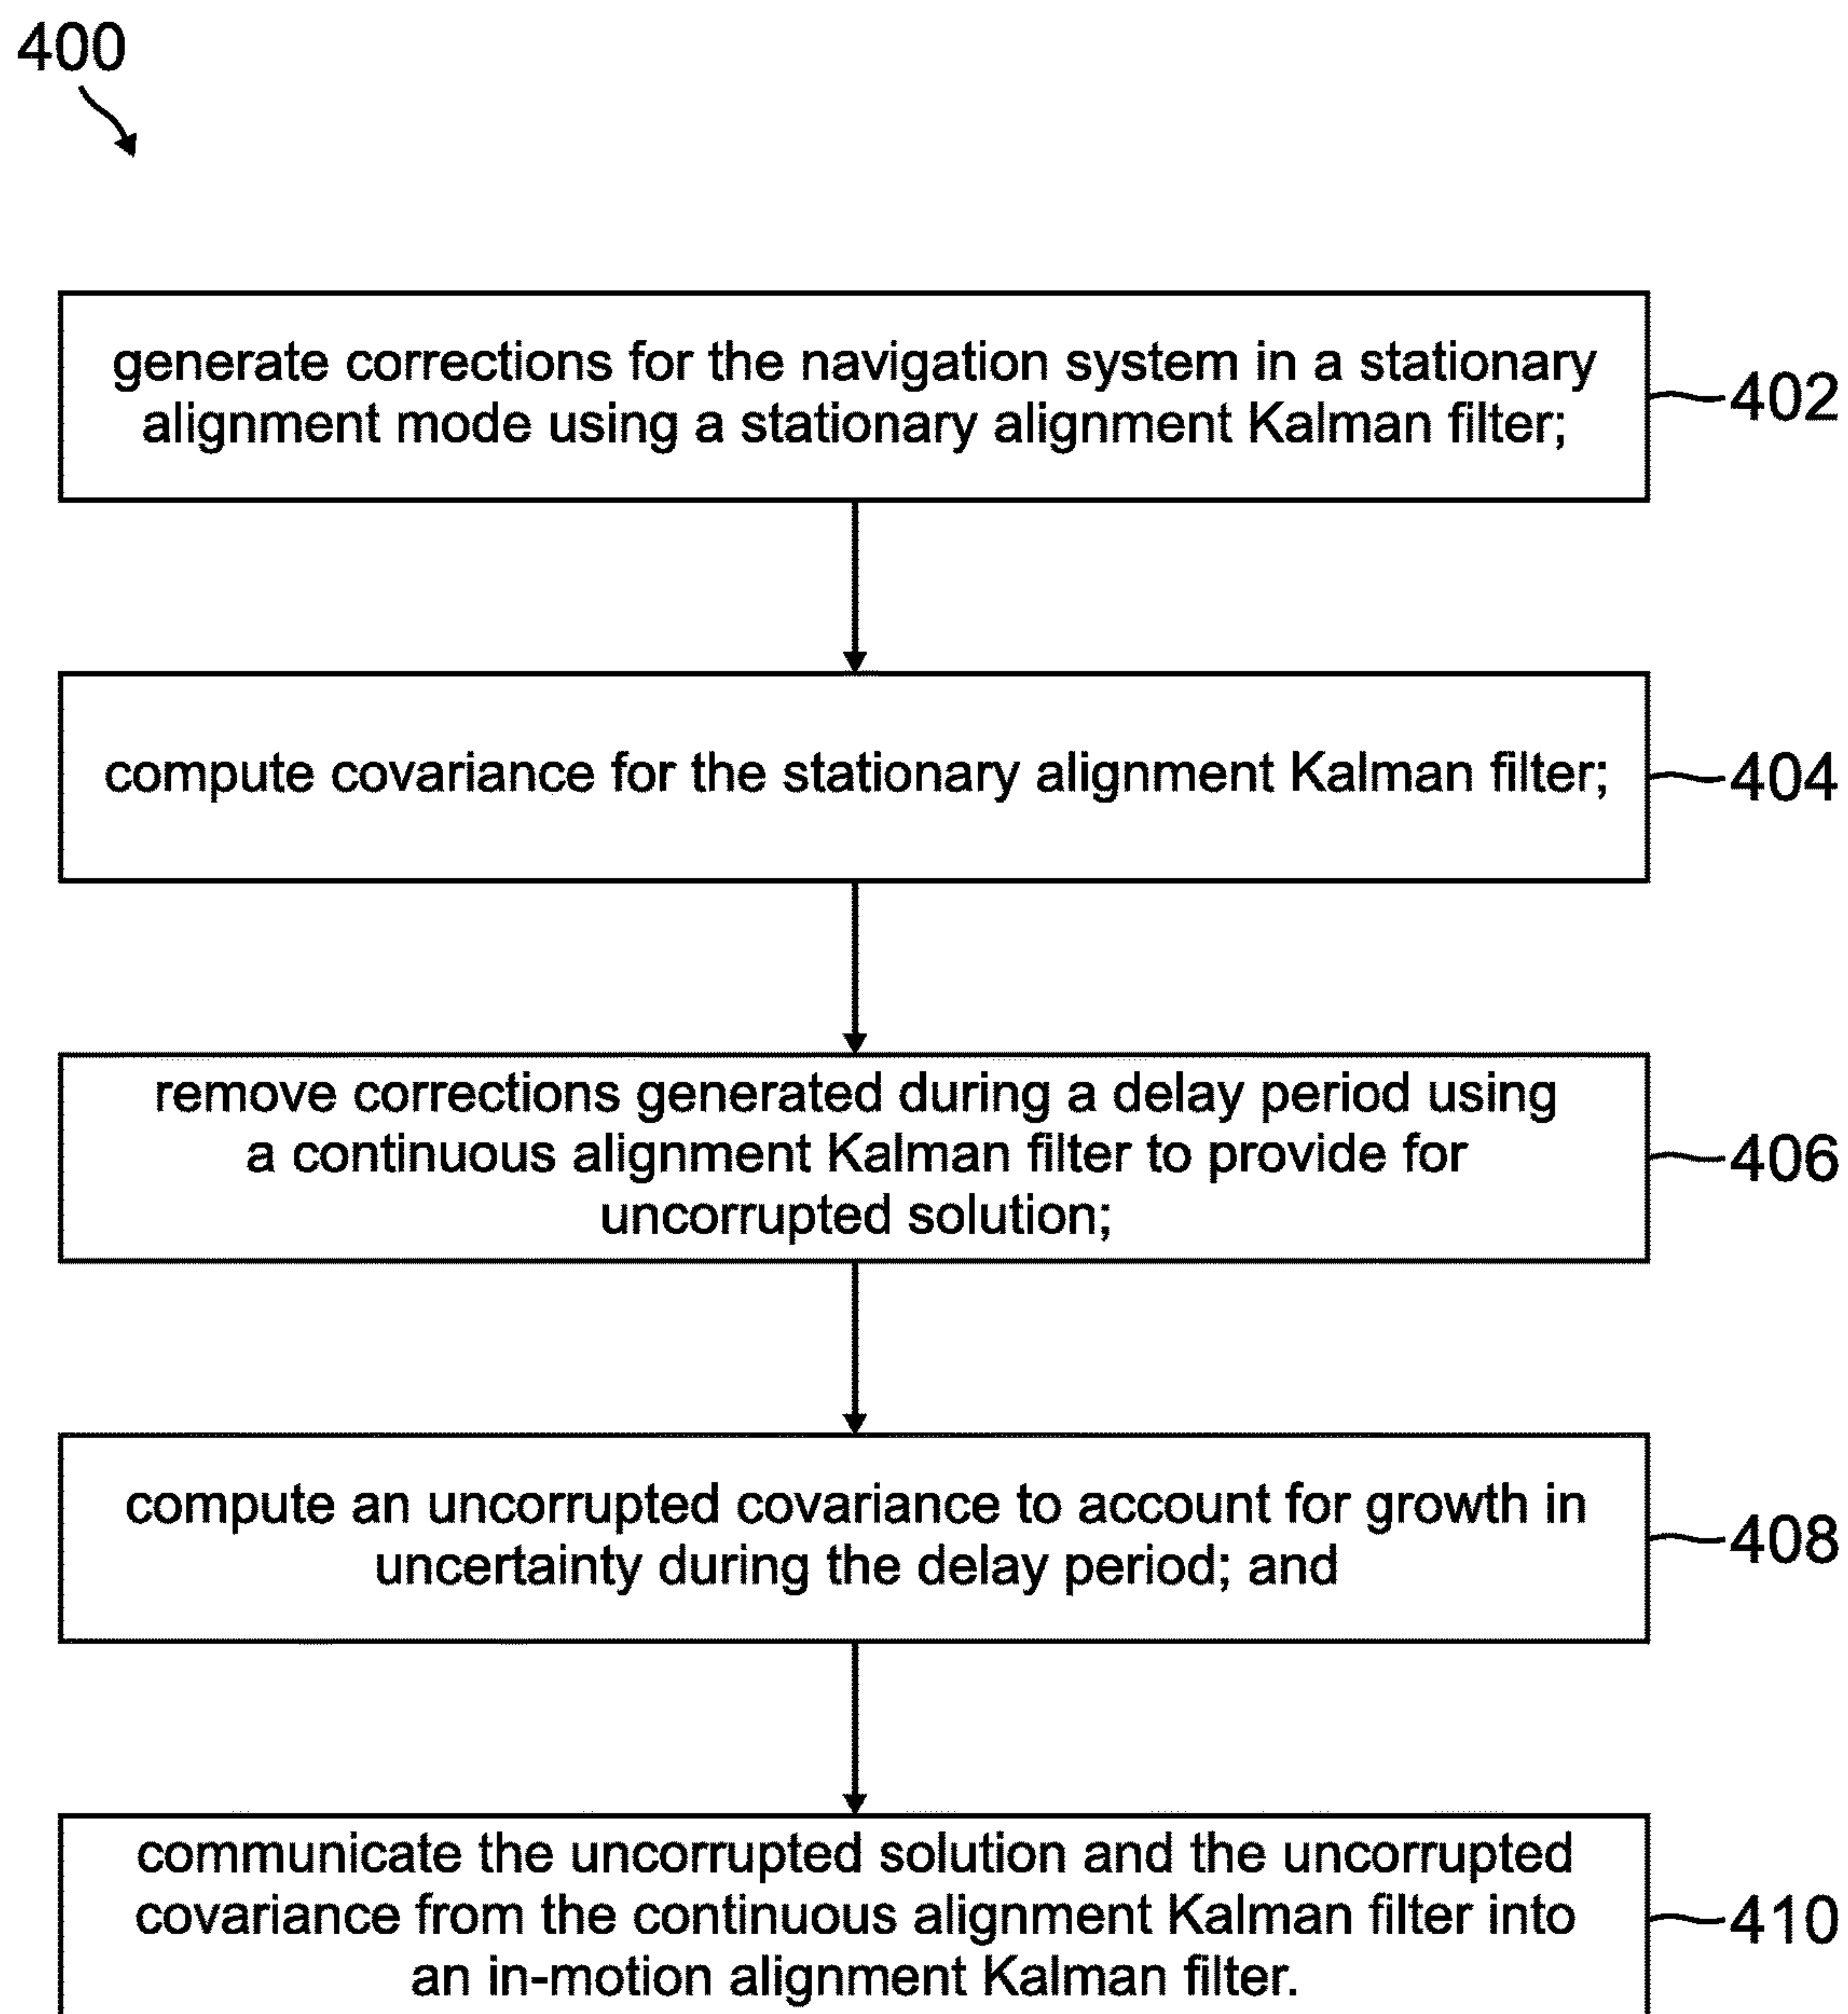 400
generate corrections for the navigation system in a stationary
alignment mode using a stationary alignment Kalman filter;
402
compute covariance for the stationary alignment Kalman filter;
404
remove corrections generated during a delay period using
a continuous alignment Kalman filter to provide for
uncorrupted solution;
406
compute an uncorrupted covariance to account for growth in
uncertainty during the delay period; and
408
communicate the uncorrupted solution and the uncorrupted
covariance from the continuous alignment Kalman filter into
an in-motion alignment Kalman filter.
410